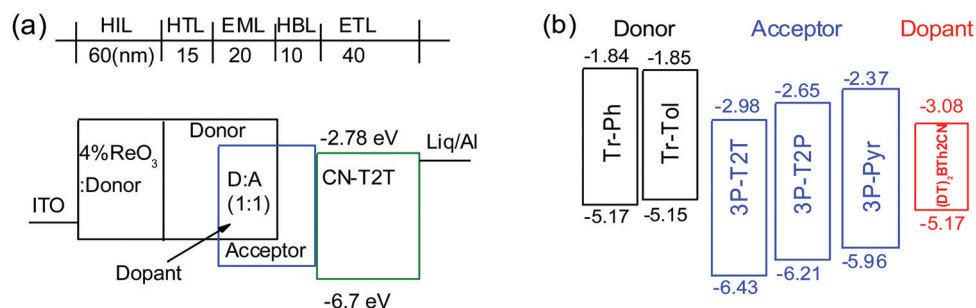 (a)
HIL HTL EML HBL ETL
60(nm) 15 20 10 40
Donor
4%ReO3
:Donor
-2.78 eV
CN-T2T
Liq/Al
D:A
(1:1)
ITO
Acceptor
Dopant
-6.7 eV
(b)
Donor Acceptor Dopant
-1.84 -1.85 -2.98 -2.65 -2.37 -3.08
Tr-Ph Tr-Tol 3P-T2T 3P-T2P 3P-Pyr (DT)2BTh2CN
-5.17 -5.15 -6.43 -6.21 -5.96 -5.17